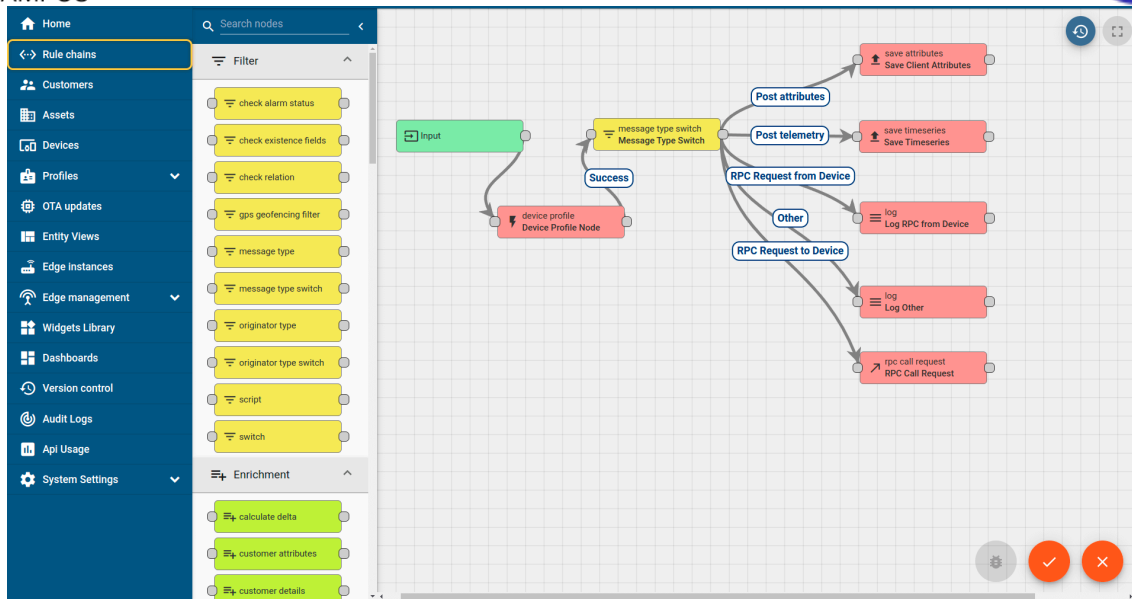 Home
Rule chains
Customers
Assets
Devices
Profiles
OTA updates
Entity Views
Edge instances
Edge management
Widgets Library
Dashboards
Version control
Audit Logs
Api Usage
System Settings
Search nodes
Filter
check alarm status
check existence fields
check relation
gps geofencing filter
message type
message type switch
originator type
originator type switch
script
switch
Enrichment
calculate delta
customer attributes
customer details
Input
device profile
Device Profile Node
Success
message type switch
Message Type Switch
Post attributes
Post telemetry
RPC Request from Device
Other
RPC Request to Device
save attributes
Save Client Attributes
save timeseries
Save Timeseries
log
Log RPC from Device
log
Log Other
rpc call request
RPC Call Request